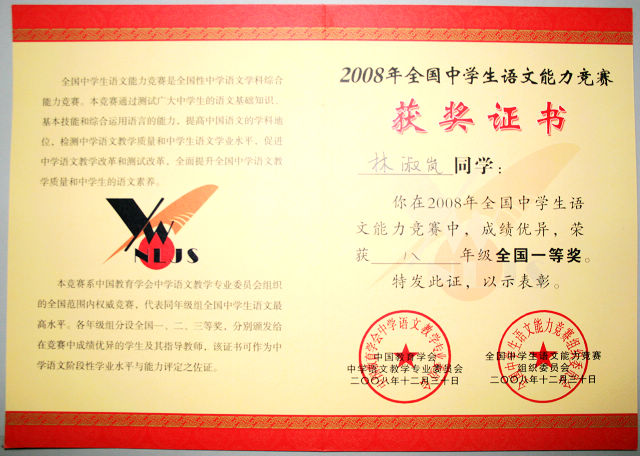 全国中学生语文能力竞赛是全国性中学语文学科综合
能力竞赛。本竞赛通过测试广大中学生的语文基础知识、
基本技能和综合运用语言的能力，提高中国语文的学科地
位，检测中学语文教学质量和中学生语文学业水平，促进
中学语文教学改革和测试改革，全面提升全国中学语文教
学质量和中学生的语文素养。
YW
NLJS
本竞赛系中国教育学会中学语文教学专业委员会组织
的全国范围内权威竞赛，代表同年级组全国中学生语文最
高水平。各年级组分设全国一、二、三等奖，分别颁发给
在竞赛中成绩优异的学生及其指导教师，该证书可作为中
学语文阶段性学业水平与能力评定之佐证。
2008年全国中学生语文能力竞赛
获奖证书
林淑岚同学：
你在2008年全国中学生语
文能力竞赛中，成绩优异，荣
获 八 年级全国一等奖。
特发此证，以示表彰。
中国教育学会
中学语文教学专业委员会
二〇〇八年十二月三十日
全国中学生语文能力竞赛
组织委员会
二〇〇八年十二月三十日